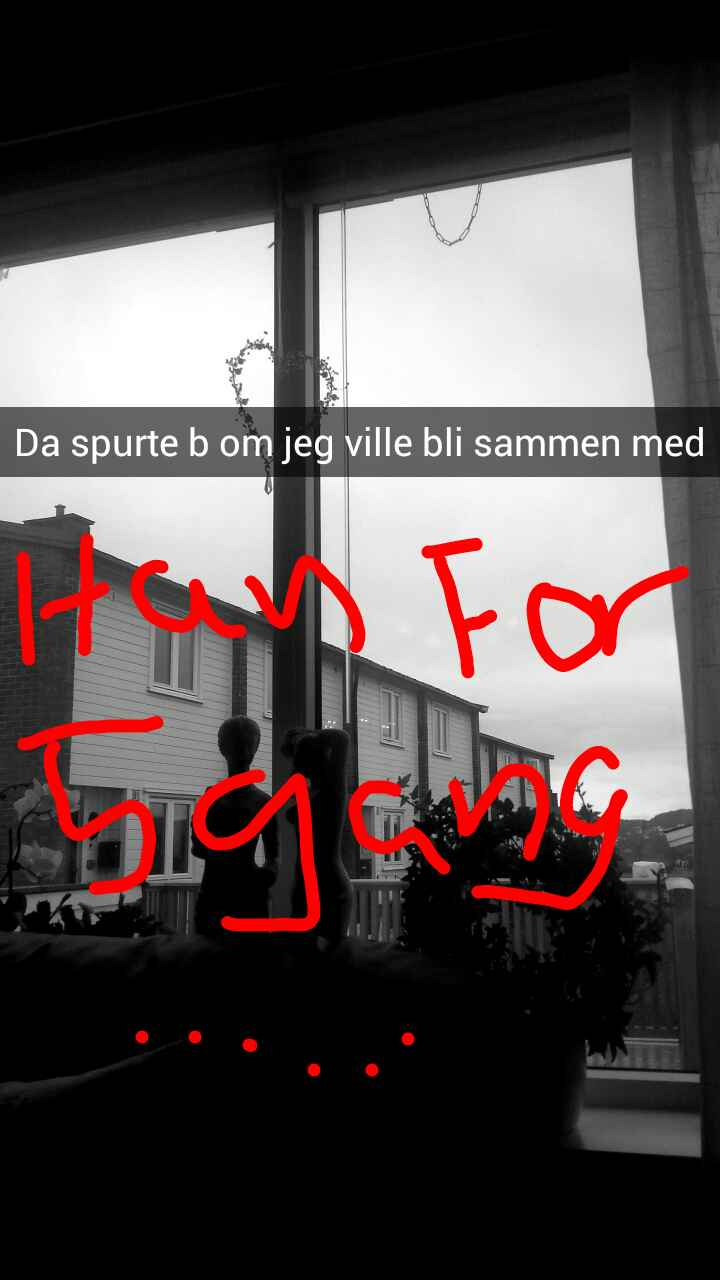 Da spurte b om jeg ville bli sammen med
Han For
5gang
......